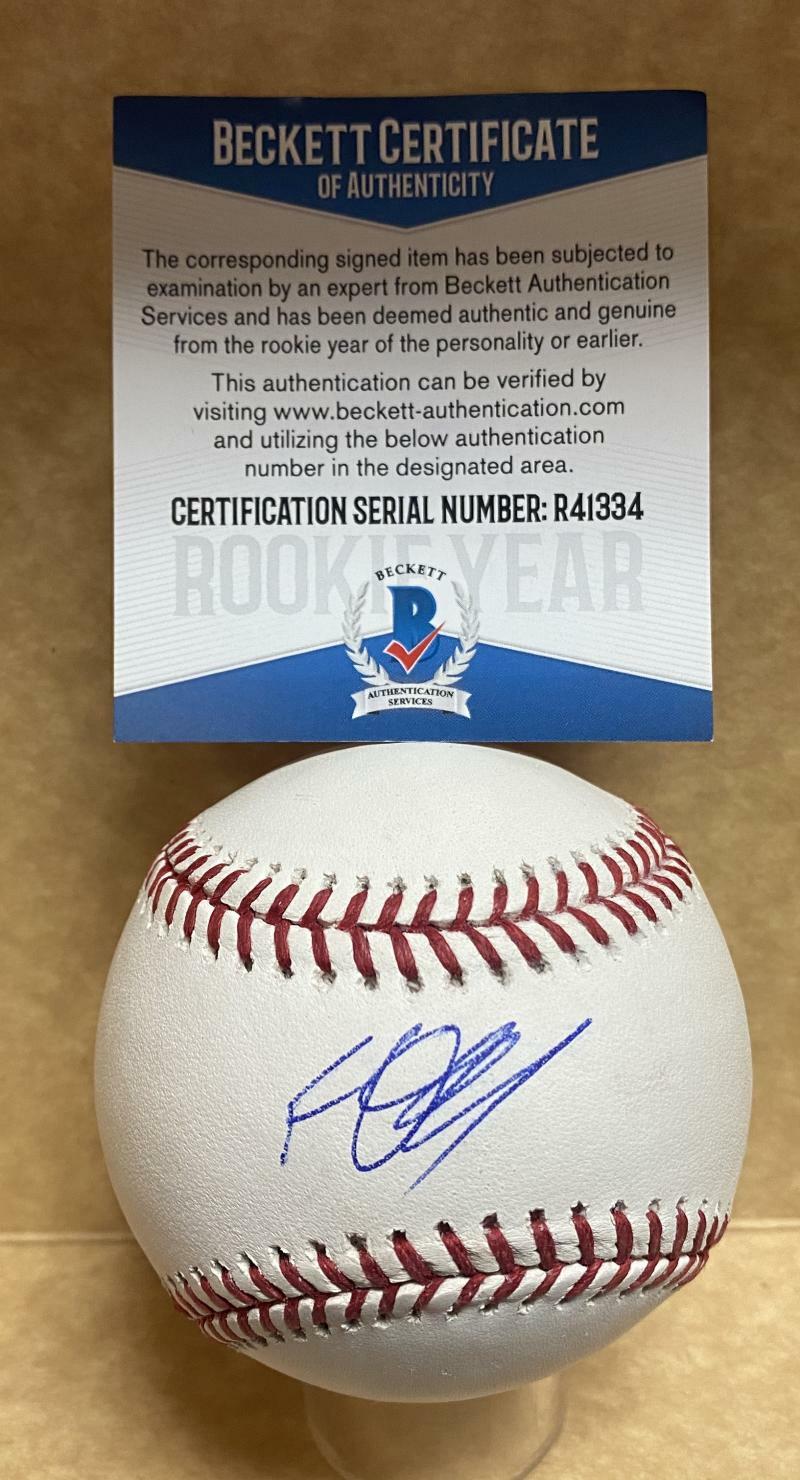 BECKETT CERTIFICATE
OF AUTHENTICITY
The corresponding signed item has been subjected to
examination by an expert from Beckett Authentication
Services and has been deemed authentic and genuine
from the rookie year of the personality or earlier.
This authentication can be verified by
visiting www.beckett-authentication.com
and utilizing the below authentication
number in the designated area.
CERTIFICATION SERIAL NUMBER: R41334
ROOKIE YEAR
BECKETT
B
AUTHENTICATION
SERVICES